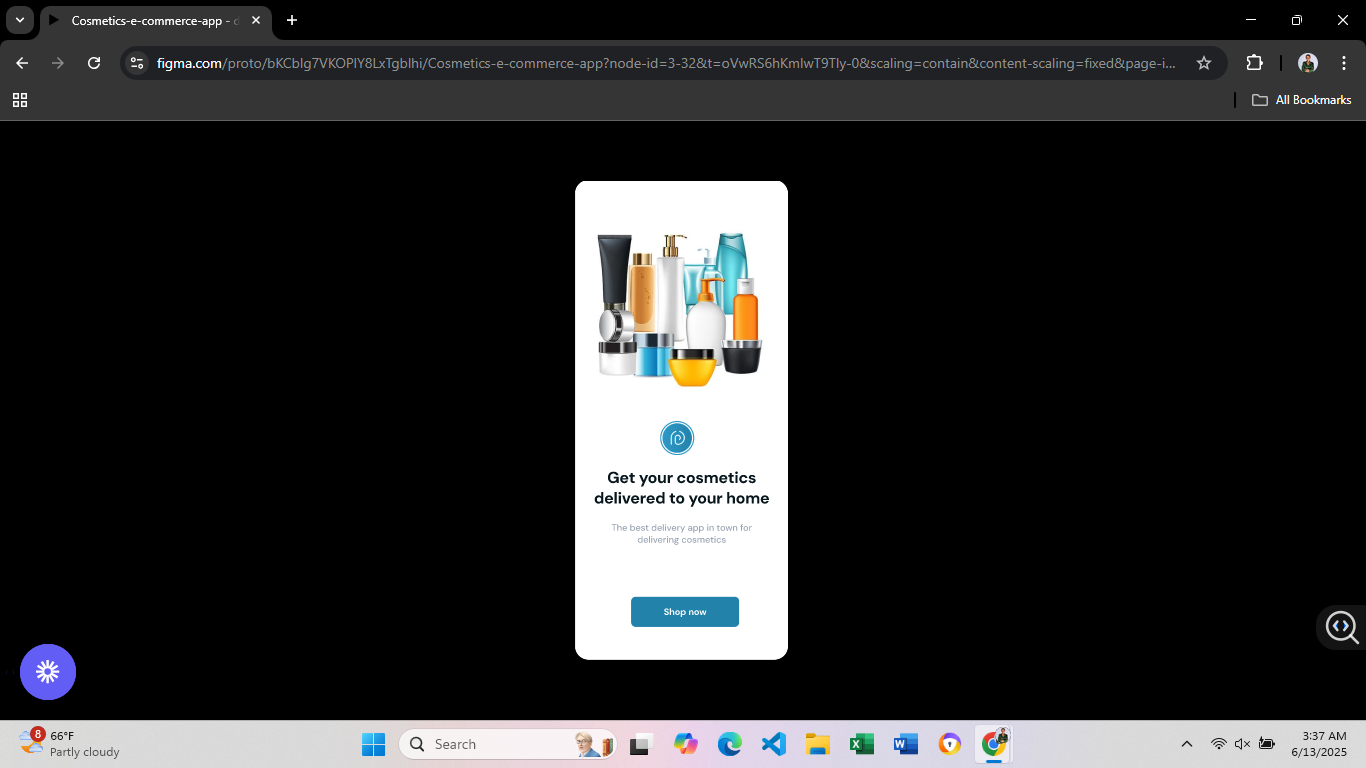 Cosmetics-e-commerce-app - d
figma.com/proto/bKCblg7VKOPlY8LxTgblhi/Cosmetics-e-commerce-app?node-id=3-32&t=oVwRS6hKmlwT9Tly-0&scaling=contain&content-scaling=fixed&page-i...
All Bookmarks
Get your cosmetics
delivered to your home
The best delivery app in town for
delivering cosmetics
Shop now
8
66°F
Partly cloudy
Search
3:37 AM
6/13/2025